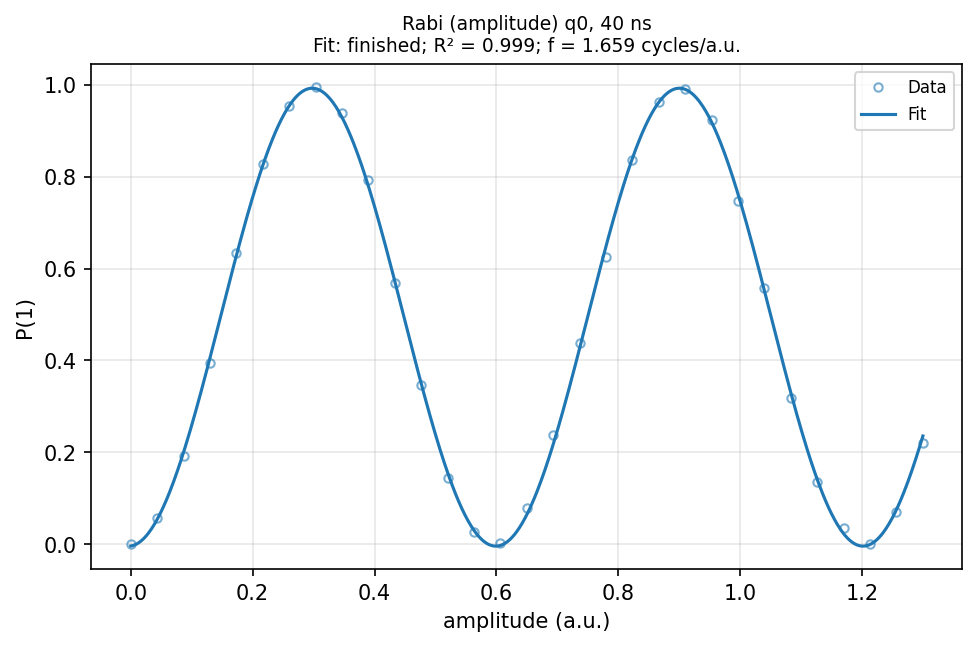 Rabi (amplitude) q0, 40 ns
Fit: finished; R² = 0.999; f = 1.659 cycles/a.u.
Data
Fit
P(1)
1.0
0.8
0.6
0.4
0.2
0.0
0.0 0.2 0.4 0.6 0.8 1.0 1.2
amplitude (a.u.)